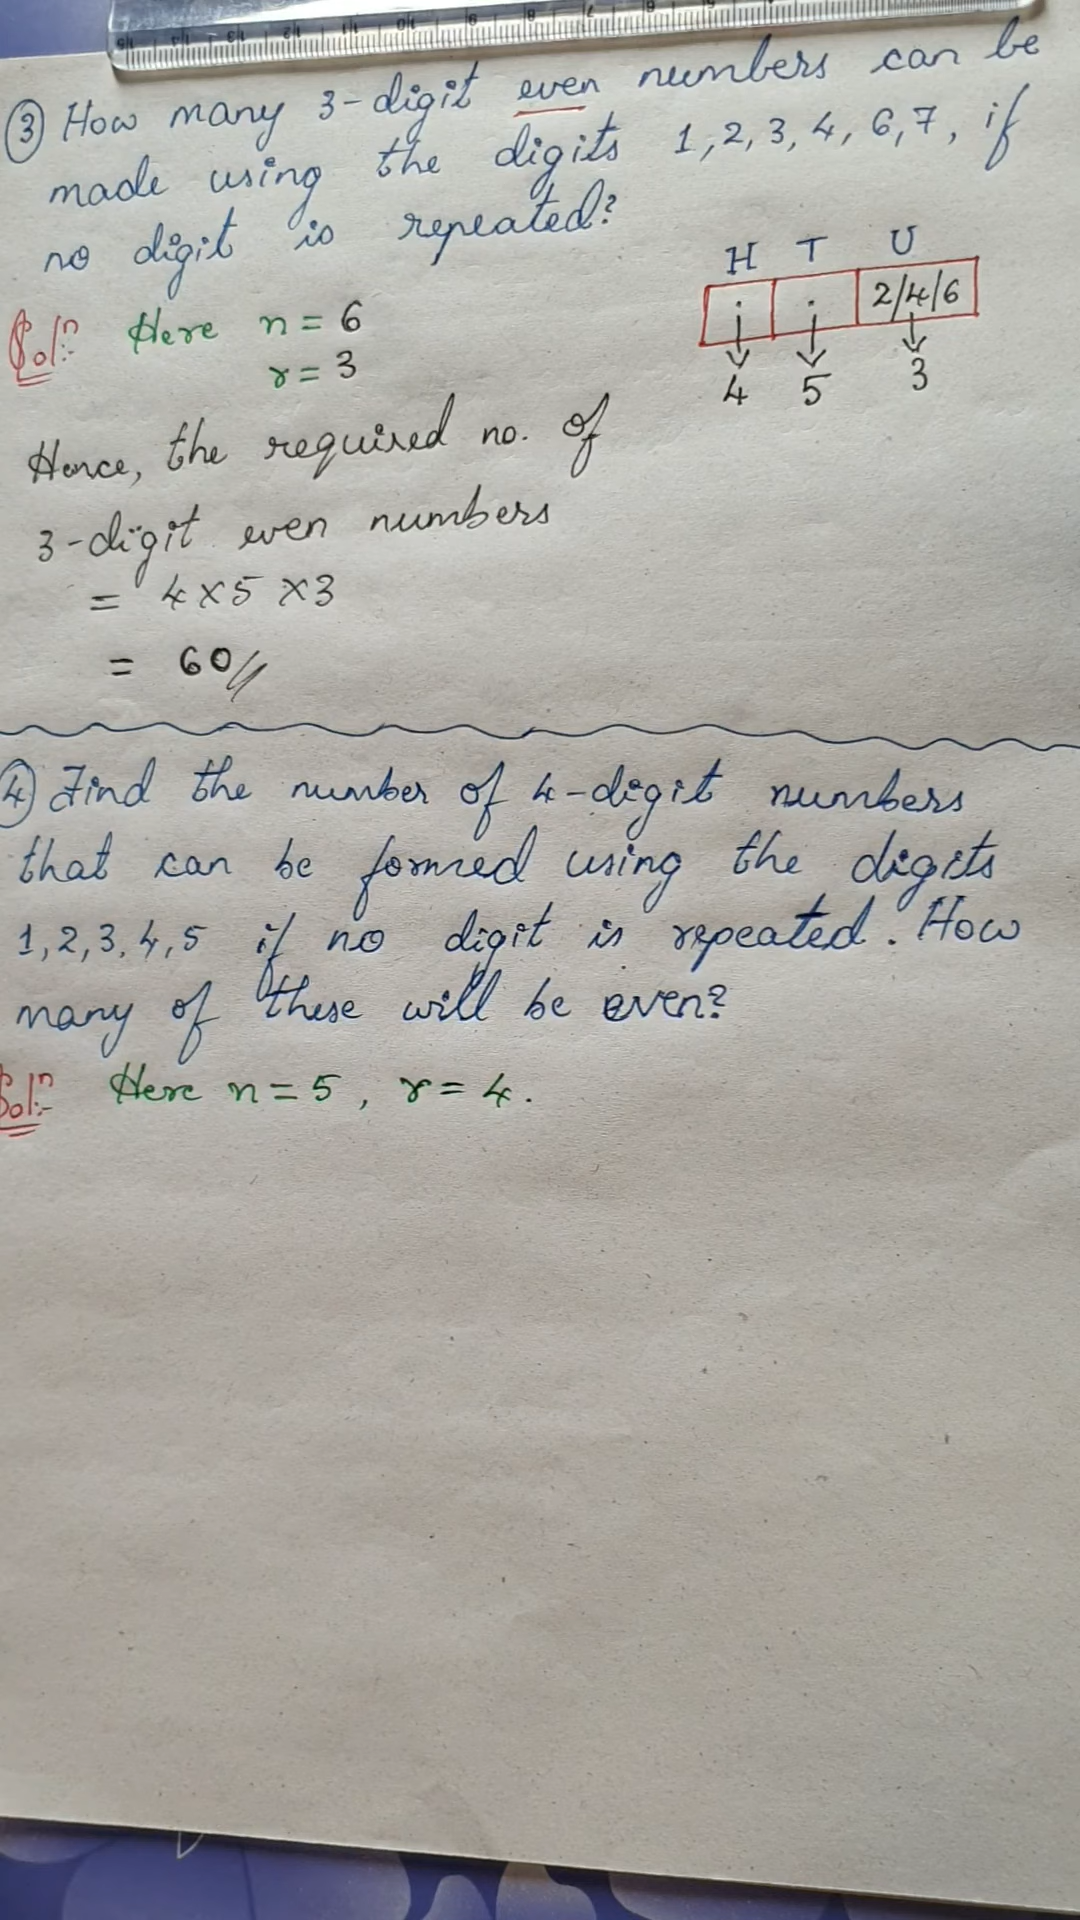 ③ How many 3-digit even numbers can be
made using the digits 1, 2, 3, 4, 6, 7, if
no digit is repeated?
H T U
. . 2/4/6
4 5 3
Solⁿ:- Here n = 6
r = 3
Hence, the required no. of
3-digit even numbers
= 4 × 5 × 3
= 60//
④ Find the number of 4-digit numbers
that can be formed using the digits
1, 2, 3, 4, 5 if no digit is repeated. How
many of these will be even?
Solⁿ:- Here n = 5, r = 4.